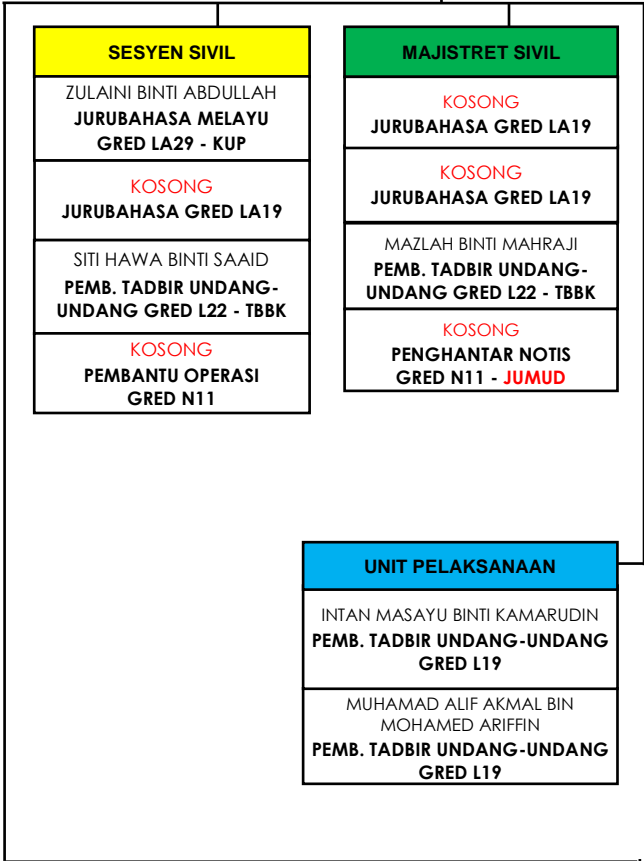 SESYEN SIVIL
ZULAINI BINTI ABDULLAH
JURUBAHASA MELAYU
GRED LA29 - KUP
KOSONG
JURUBAHASA GRED LA19
SITI HAWA BINTI SAAID
PEMB. TADBIR UNDANG-
UNDANG GRED L22 - TBBK
KOSONG
PEMBANTU OPERASI
GRED N11
MAJISTRET SIVIL
KOSONG
JURUBAHASA GRED LA19
KOSONG
JURUBAHASA GRED LA19
MAZLAH BINTI MAHRAJI
PEMB. TADBIR UNDANG-
UNDANG GRED L22 - TBBK
KOSONG
PENGHANTAR NOTIS
GRED N11 - JUMUD
UNIT PELAKSANAAN
INTAN MASAYU BINTI KAMARUDIN
PEMB. TADBIR UNDANG-UNDANG
GRED L19
MUHAMAD ALIF AKMAL BIN
MOHAMED ARIFFIN
PEMB. TADBIR UNDANG-UNDANG
GRED L19